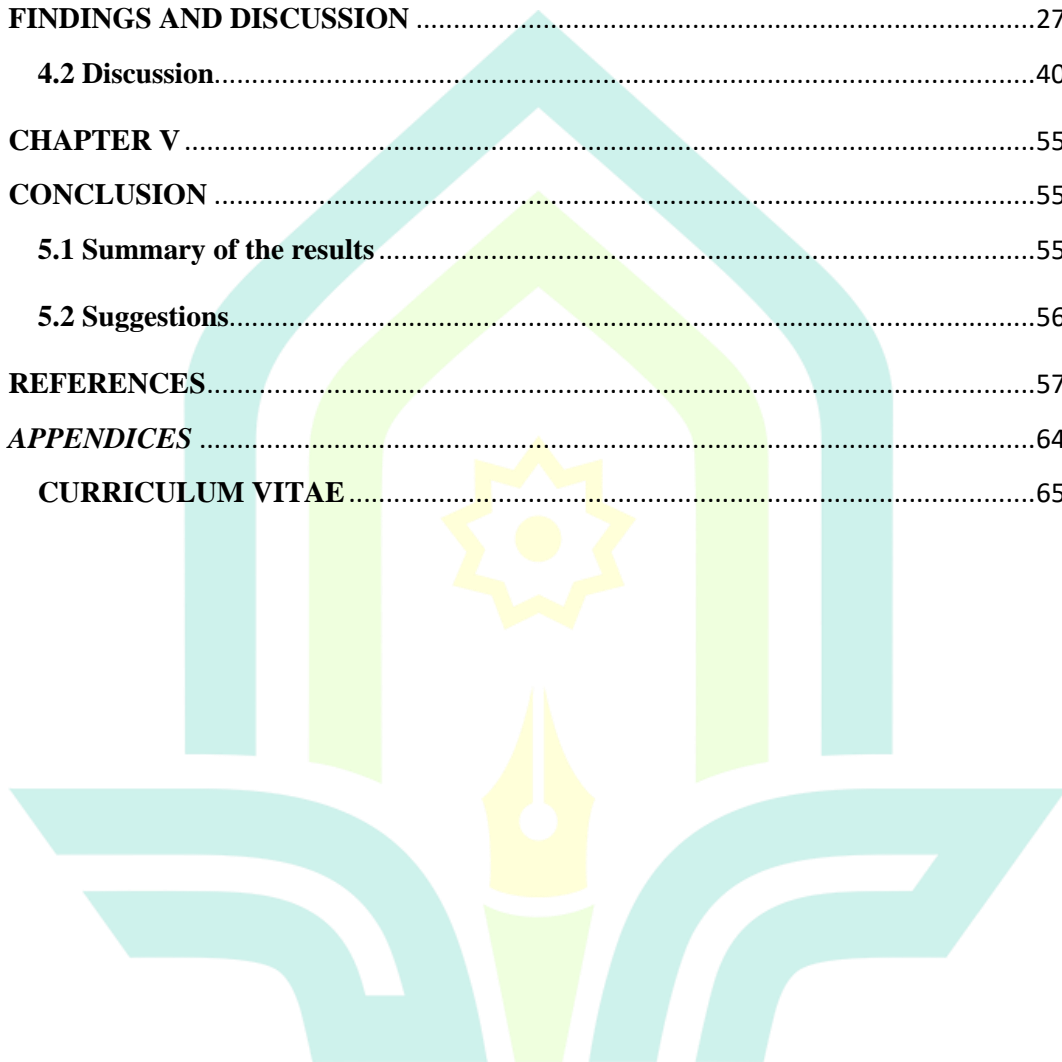 FINDINGS AND DISCUSSION ........ 27
4.2 Discussion ........ 40
CHAPTER V ........ 55
CONCLUSION ........ 55
5.1 Summary of the results ........ 55
5.2 Suggestions ........ 56
REFERENCES ........ 57
APPENDICES ........ 64
CURRICULUM VITAE ........ 65